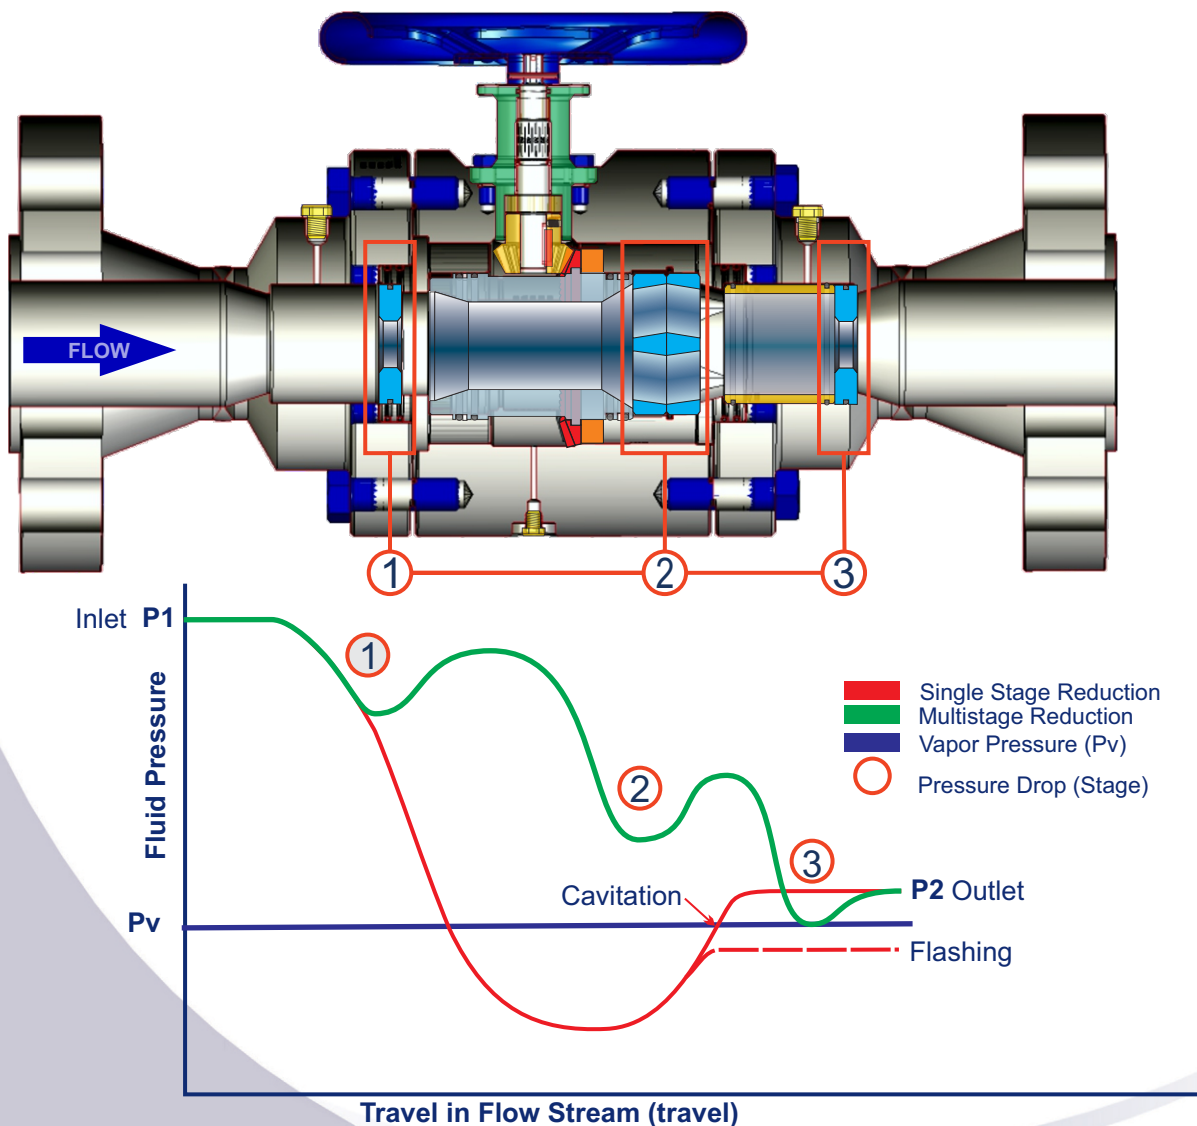 FLOW
1
2
3
Inlet P1
1
Single Stage Reduction
Multistage Reduction
Vapor Pressure (Pv)
Pressure Drop (Stage)
Fluid Pressure
2
3
Cavitation
P2 Outlet
Pv
Flashing
Travel in Flow Stream (travel)